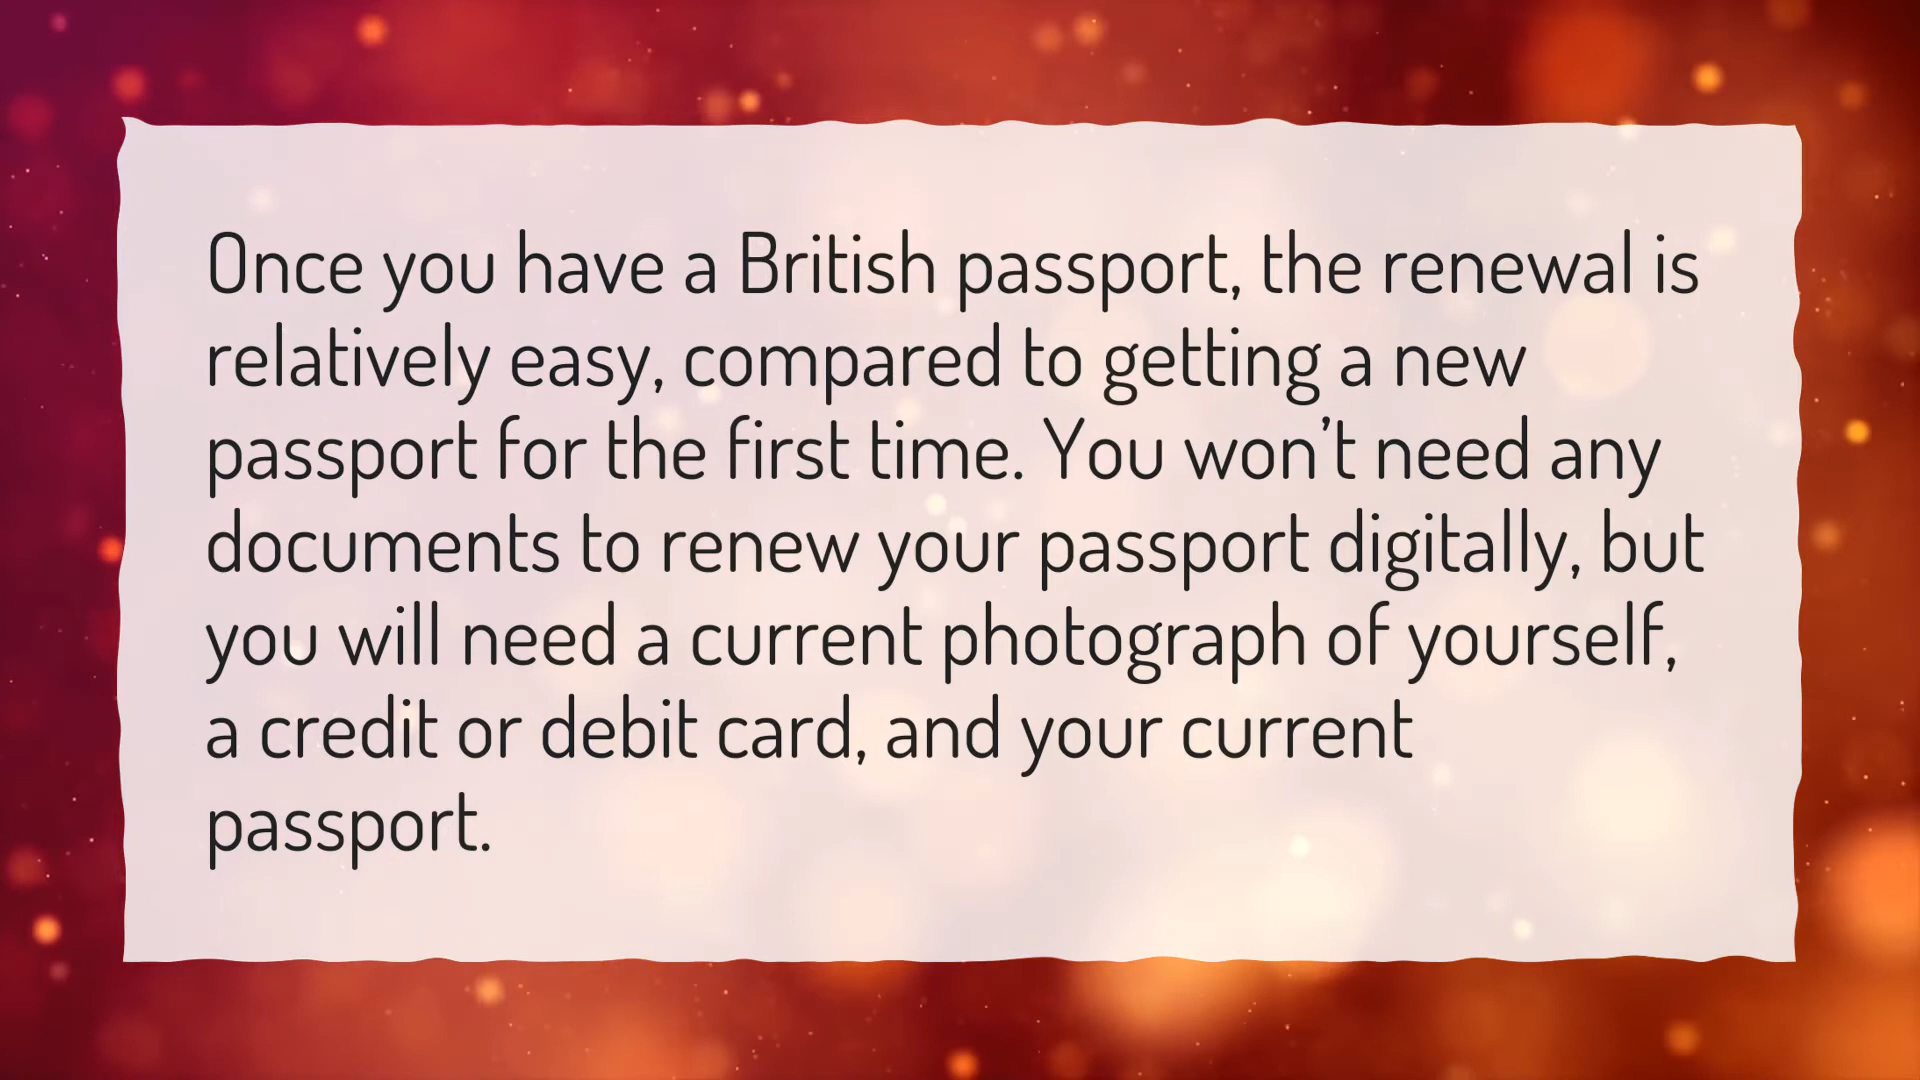 Once you have a British passport, the renewal is
relatively easy, compared to getting a new
passport for the first time. You won’t need any
documents to renew your passport digitally, but
you will need a current photograph of yourself,
a credit or debit card, and your current
passport.